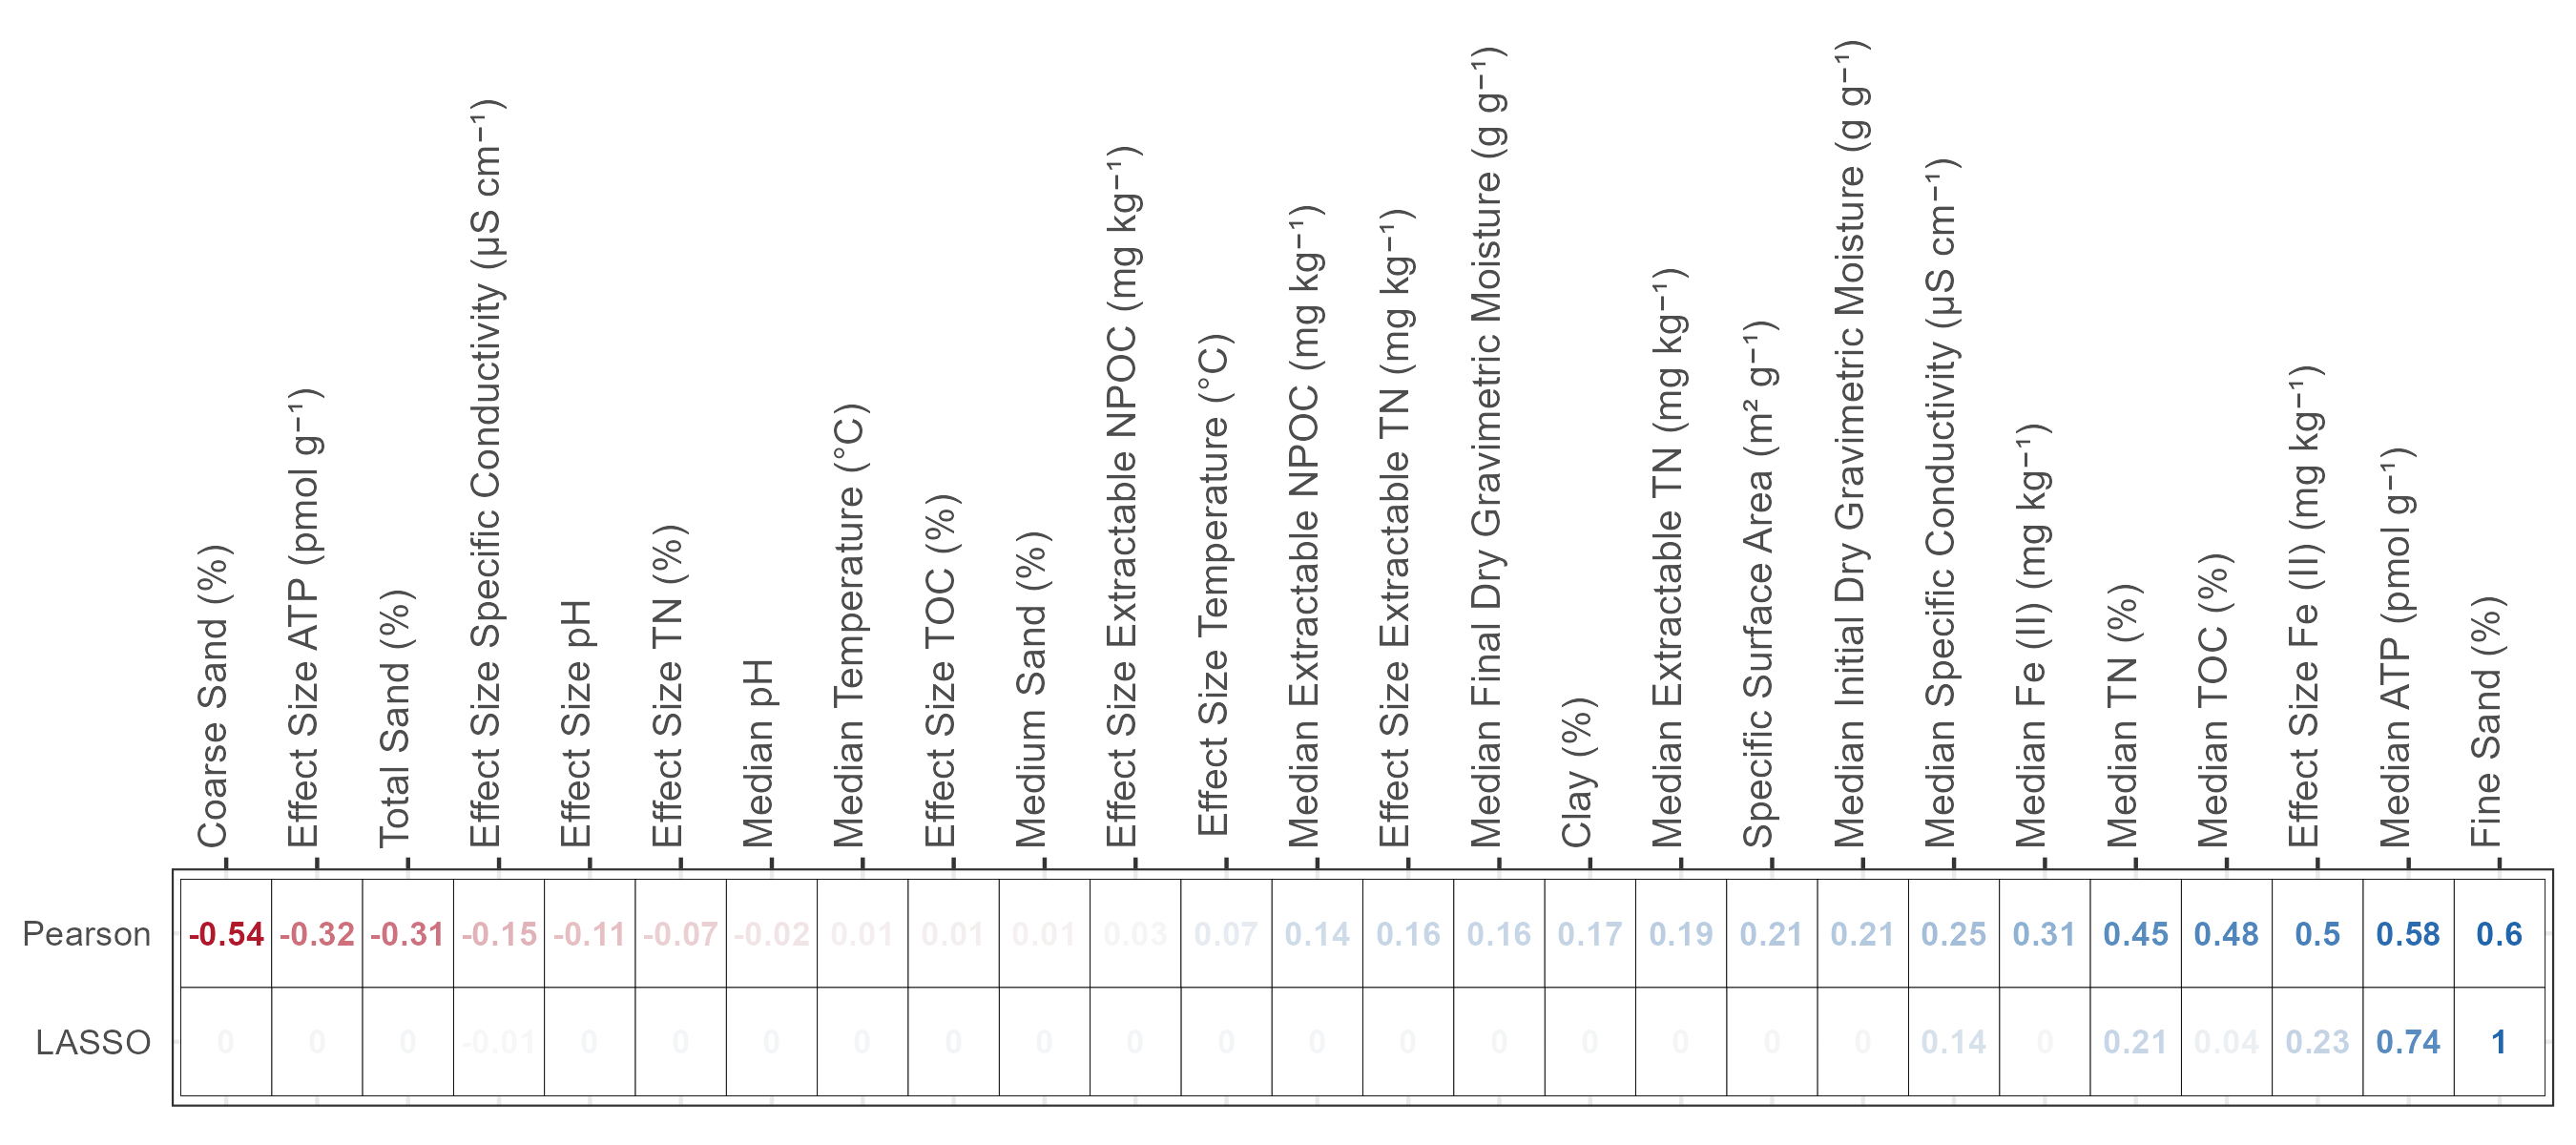 Coarse Sand (%)
Effect Size ATP (pmol g⁻¹)
Total Sand (%)
Effect Size Specific Conductivity (µS cm⁻¹)
Effect Size pH
Effect Size TN (%)
Median pH
Median Temperature (°C)
Effect Size TOC (%)
Medium Sand (%)
Effect Size Extractable NPOC (mg kg⁻¹)
Effect Size Temperature (°C)
Median Extractable NPOC (mg kg⁻¹)
Effect Size Extractable TN (mg kg⁻¹)
Median Final Dry Gravimetric Moisture (g g⁻¹)
Clay (%)
Median Extractable TN (mg kg⁻¹)
Specific Surface Area (m² g⁻¹)
Median Initial Dry Gravimetric Moisture (g g⁻¹)
Median Specific Conductivity (µS cm⁻¹)
Median Fe (II) (mg kg⁻¹)
Median TN (%)
Median TOC (%)
Effect Size Fe (II) (mg kg⁻¹)
Median ATP (pmol g⁻¹)
Fine Sand (%)
Pearson -0.54 -0.32 -0.31 -0.15 -0.11 -0.07 -0.02 0.01 0.01 0.01 0.03 0.07 0.14 0.16 0.16 0.17 0.19 0.21 0.21 0.25 0.31 0.45 0.48 0.5 0.58 0.6
LASSO 0 0 0 -0.01 0 0 0 0 0 0 0 0 0 0 0 0 0 0 0 0.14 0 0.21 0.04 0.23 0.74 1